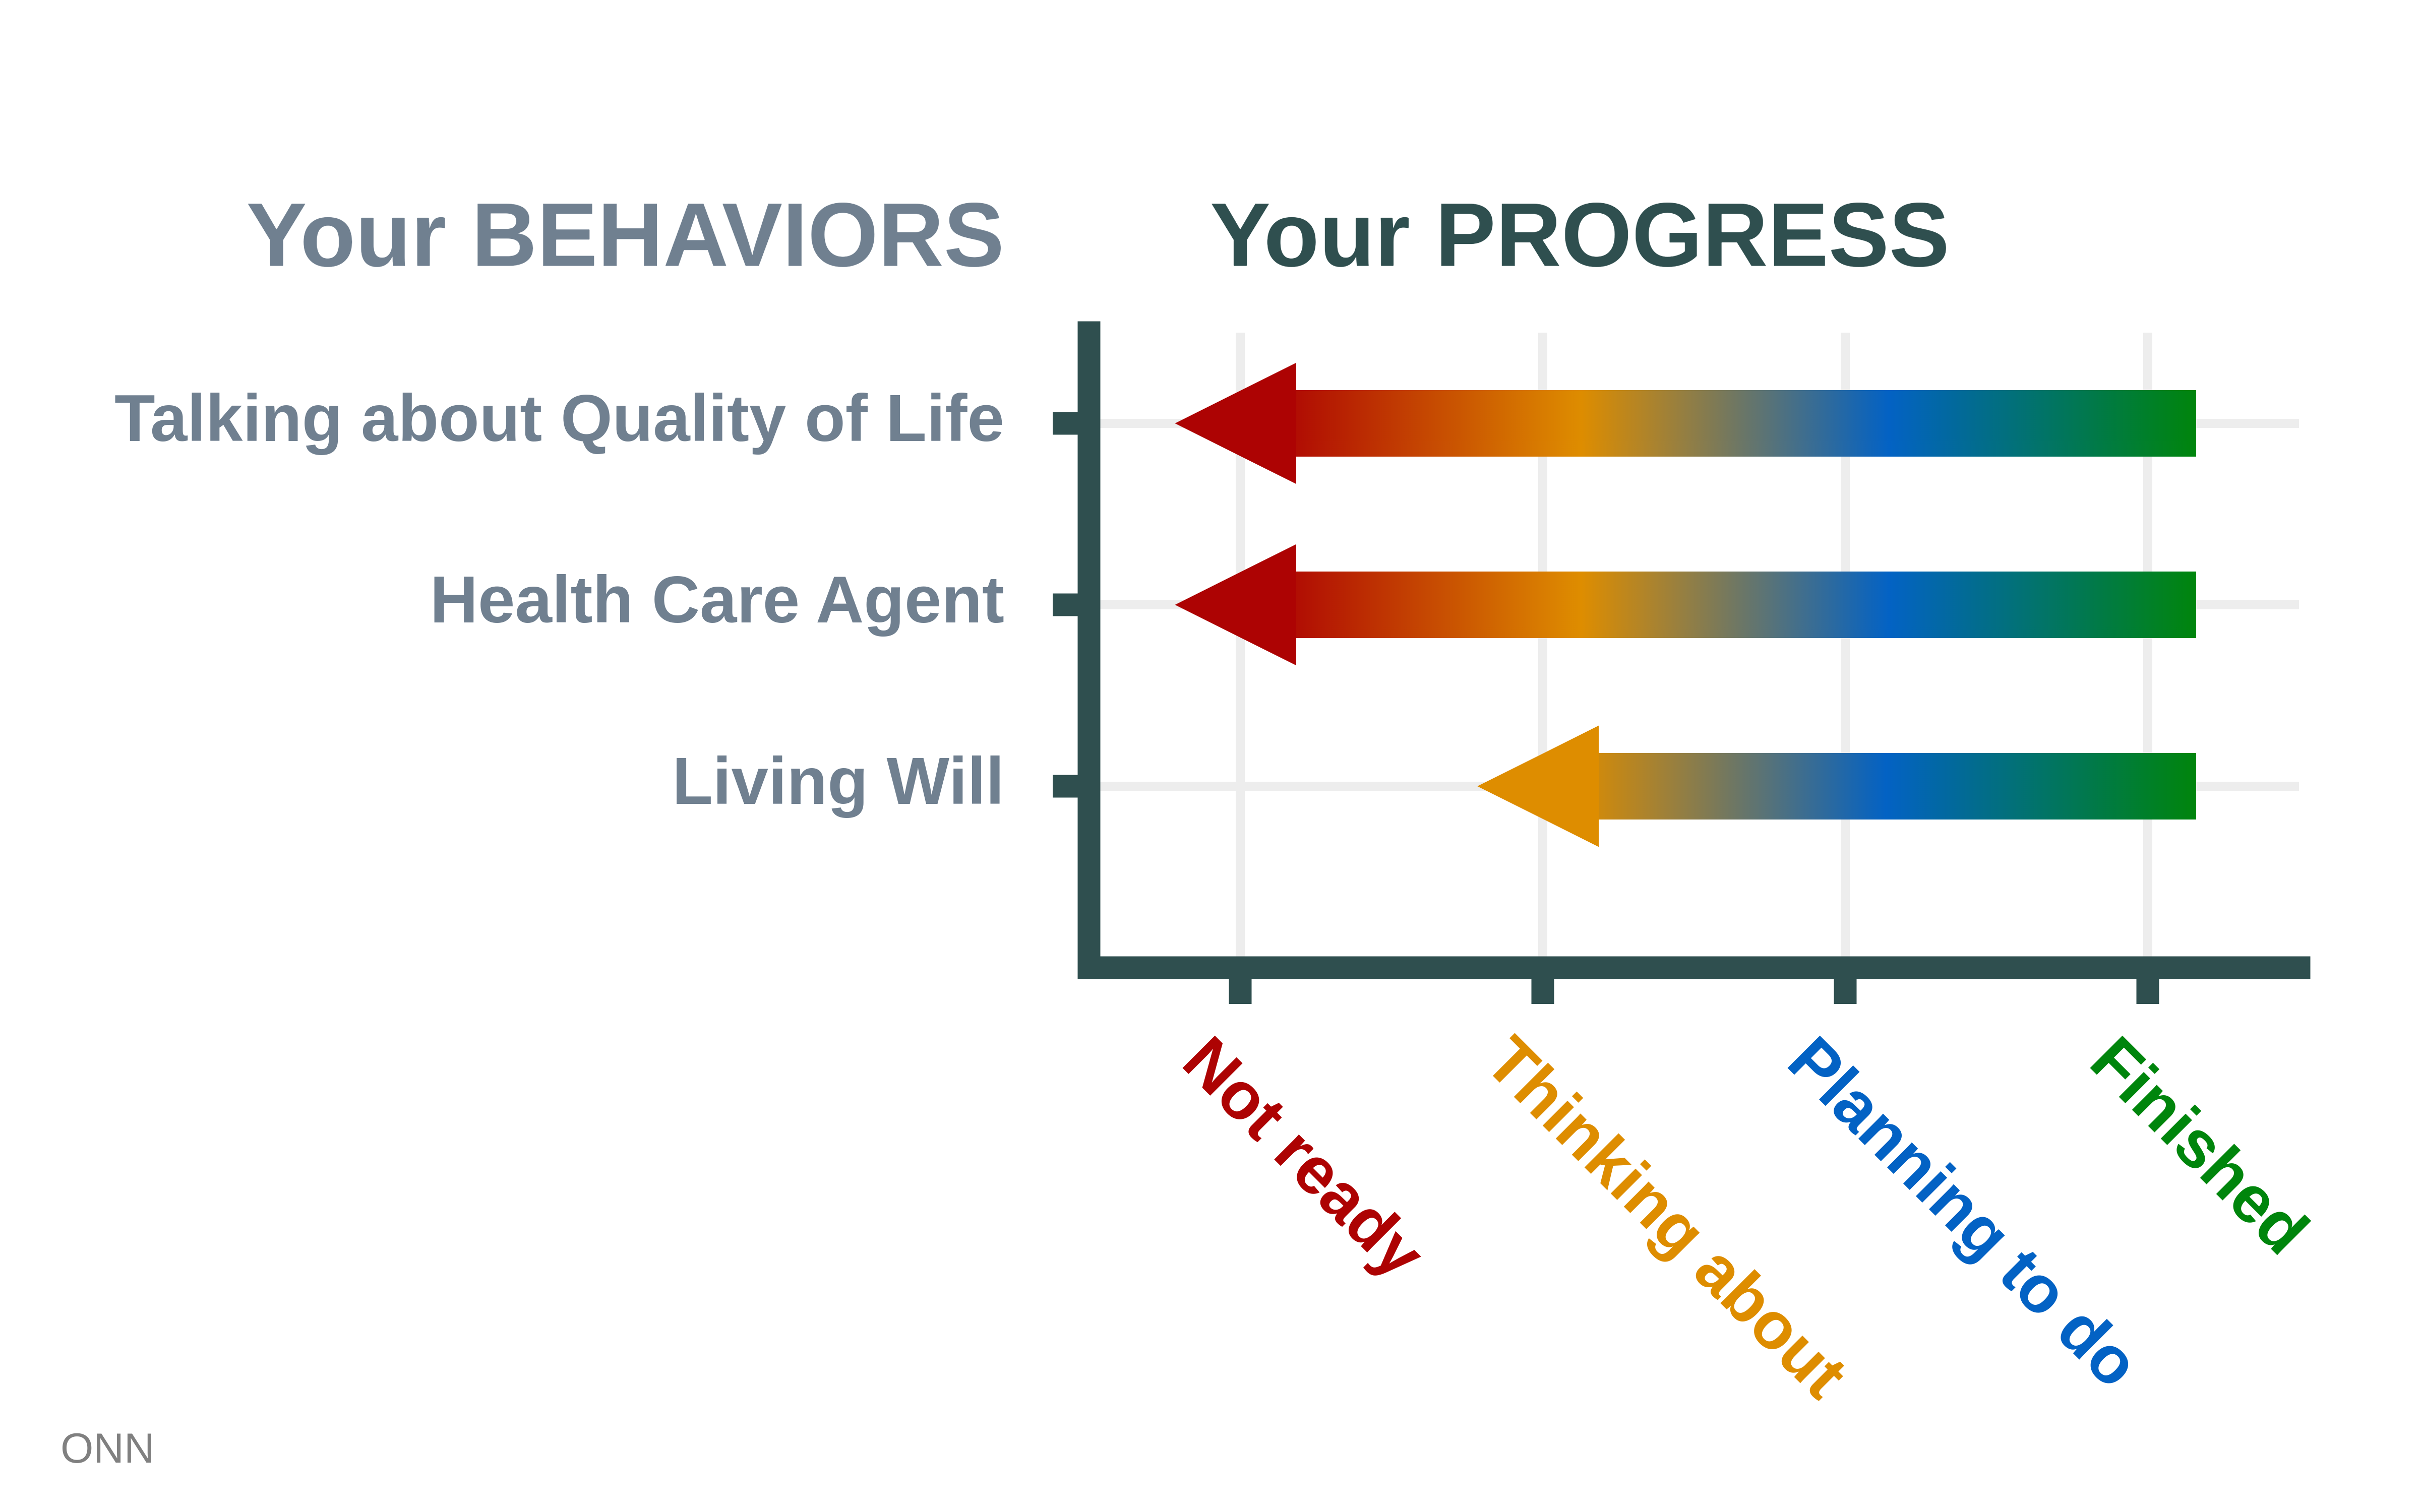 Your BEHAVIORS
Your PROGRESS
Talking about Quality of Life
Health Care Agent
Living Will
Not ready
Thinking about
Planning to do
Finished
ONN